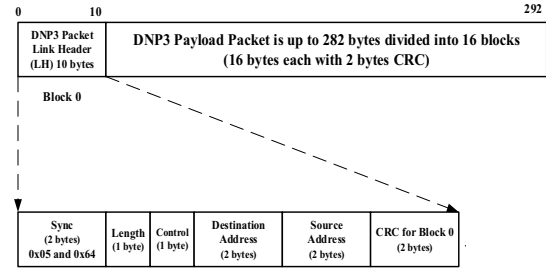 0 10 292
DNP3 Packet
Link Header
(LH) 10 bytes
DNP3 Payload Packet is up to 282 bytes divided into 16 blocks
(16 bytes each with 2 bytes CRC)
Block 0
Sync
(2 bytes)
0x05 and 0x64
Length
(1 byte)
Control
(1 byte)
Destination
Address
(2 bytes)
Source
Address
(2 bytes)
CRC for Block 0
(2 bytes)